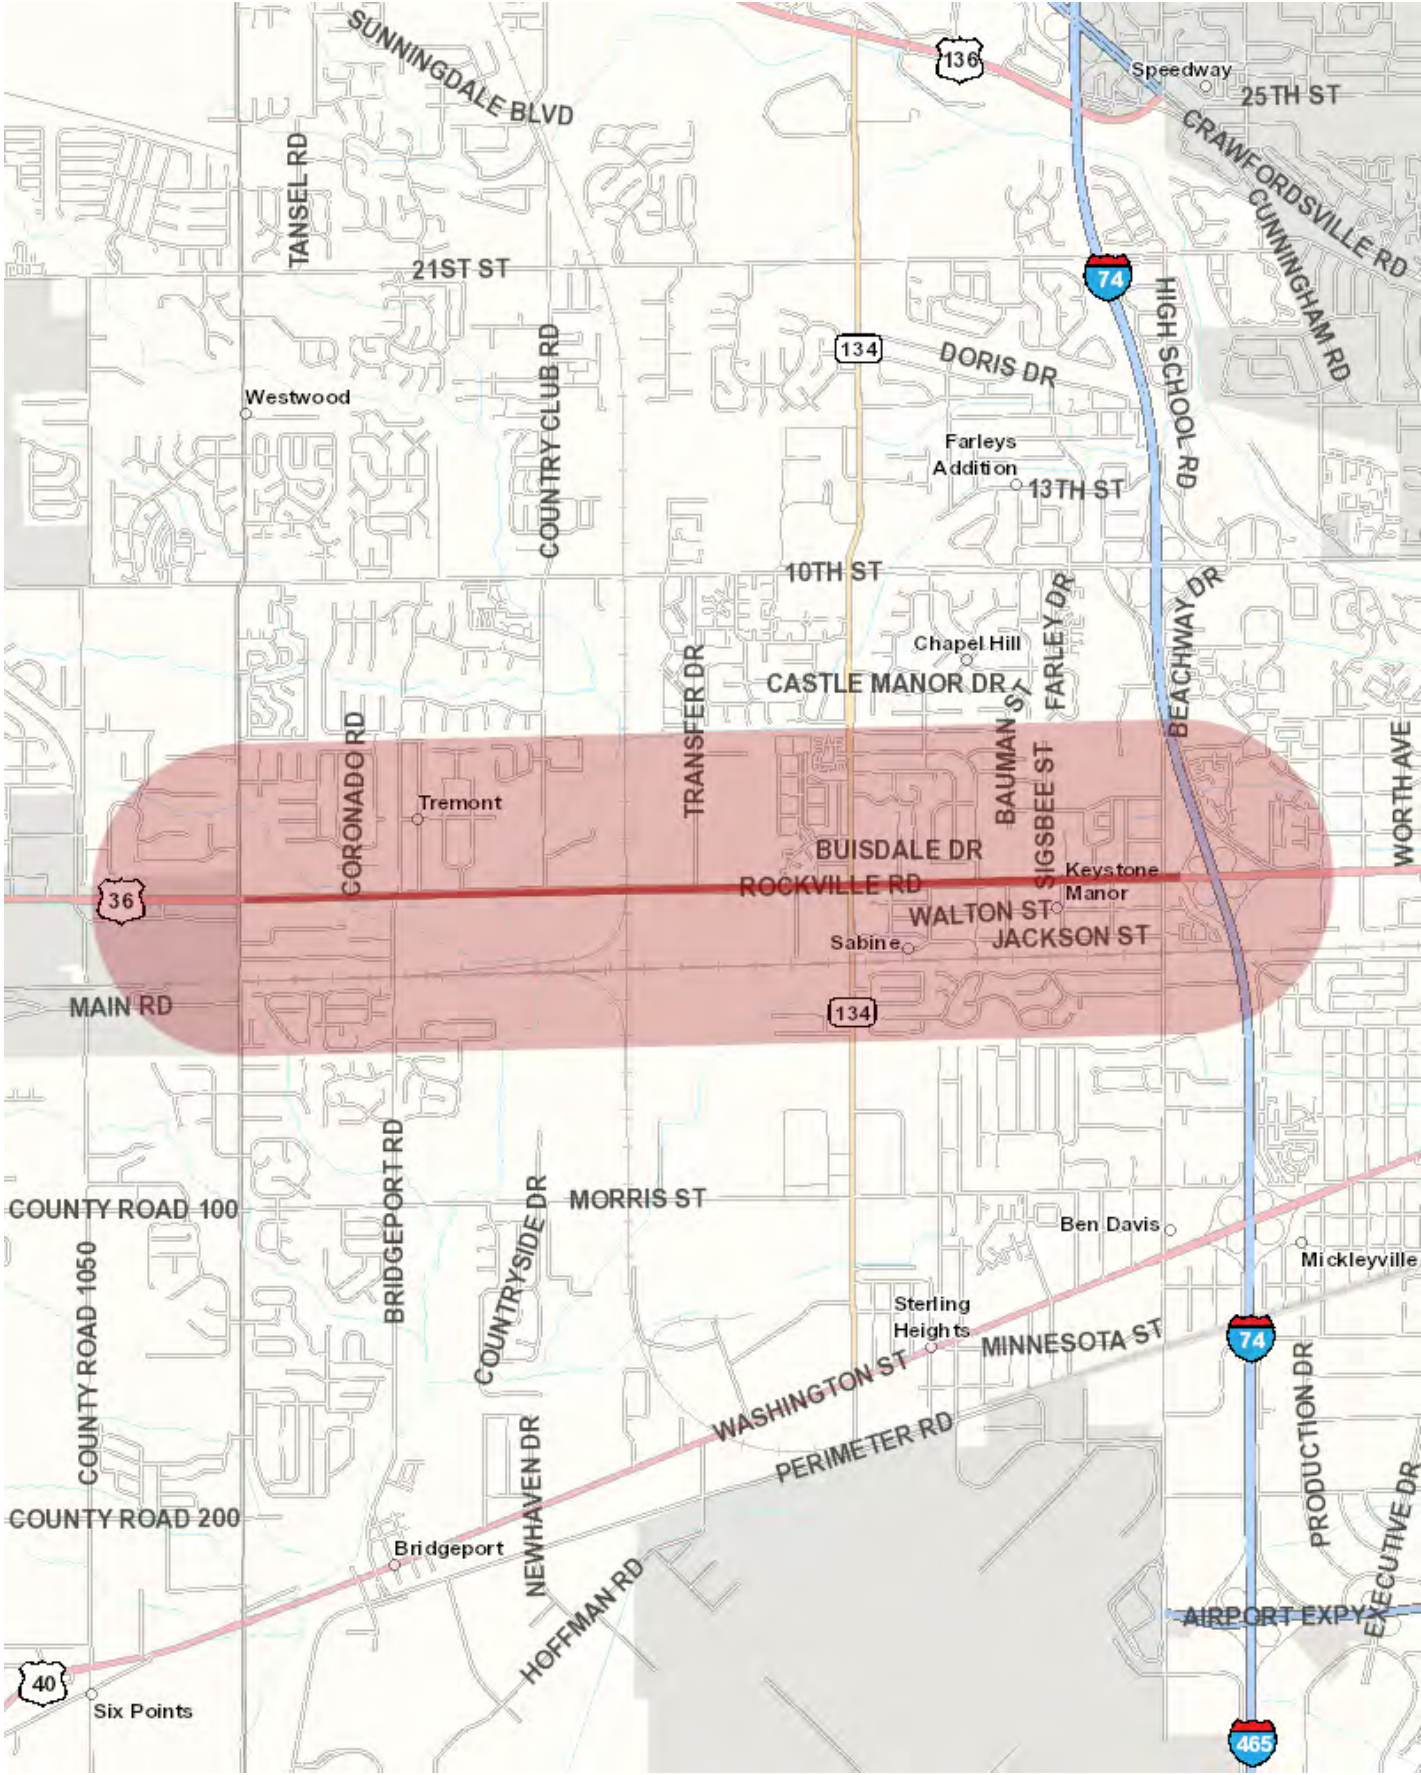 SUNNINGDALE BLVD
136
Speedway
25TH ST
CRAWFORDSVILLE RD
CUNNINGHAM RD
TANSEL RD
21ST ST
74
HIGH SCHOOL RD
COUNTRY CLUB RD
134
DORIS DR
Westwood
Farleys
Addition
13TH ST
10TH ST
FARLEY DR
BEACHWAY DR
Chapel Hill
CASTLE MANOR DR
TRANSFER DR
CORONADO RD
BAUMAN ST
SIGSBEE ST
WORTH AVE
Tremont
BUISDALE DR
Keystone
Manor
ROCKVILLE RD
36
WALTON ST
JACKSON ST
Sabine
MAIN RD
134
BRIDGEPORT RD
COUNTRYSIDE DR
MORRIS ST
COUNTY ROAD 100
Ben Davis
Mickleyville
COUNTY ROAD 1050
Sterling
Heights
MINNESOTA ST
74
WASHINGTON ST
PRODUCTION DR
PERIMETER RD
NEWHAVEN DR
EXECUTIVE DR
COUNTY ROAD 200
Bridgeport
HOFFMAN RD
AIRPORT EXPY
40
Six Points
465